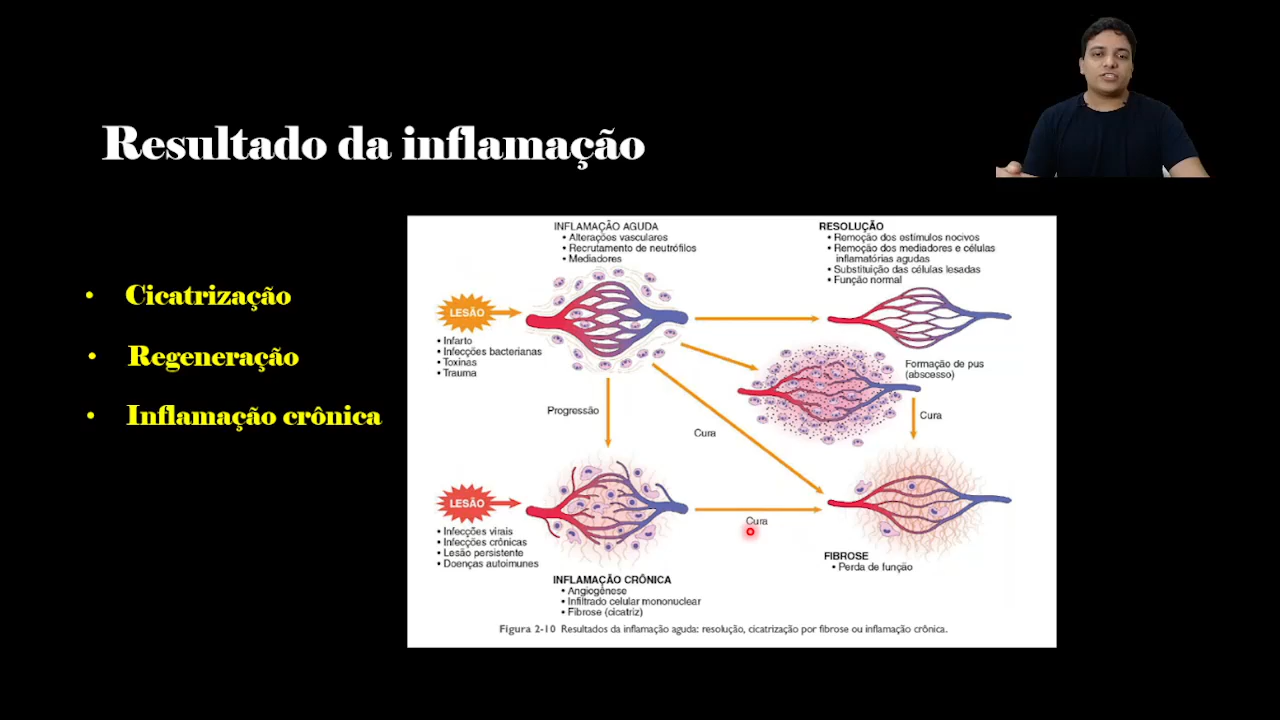 Resultado da inflamação
• Cicatrização
• Regeneração
• Inflamação crônica
INFLAMAÇÃO AGUDA
• Alterações vasculares
• Recrutamento de neutrófilos
• Mediadores
RESOLUÇÃO
• Remoção dos estímulos nocivos
• Remoção dos mediadores e células
inflamatórias agudas
• Substituição das células lesadas
• Função normal
LESÃO
• Infarto
• Infecções bacterianas
• Toxinas
• Trauma
Formação de pus
(abscesso)
Progressão
Cura
Cura
LESÃO
• Infecções virais
• Infecções crônicas
• Lesão persistente
• Doenças autoimunes
Cura
FIBROSE
• Perda de função
INFLAMAÇÃO CRÔNICA
• Angiogênese
• Infiltrado celular mononuclear
• Fibrose (cicatriz)
Figura 2-10 Resultados da inflamação aguda: resolução, cicatrização por fibrose ou inflamação crônica.